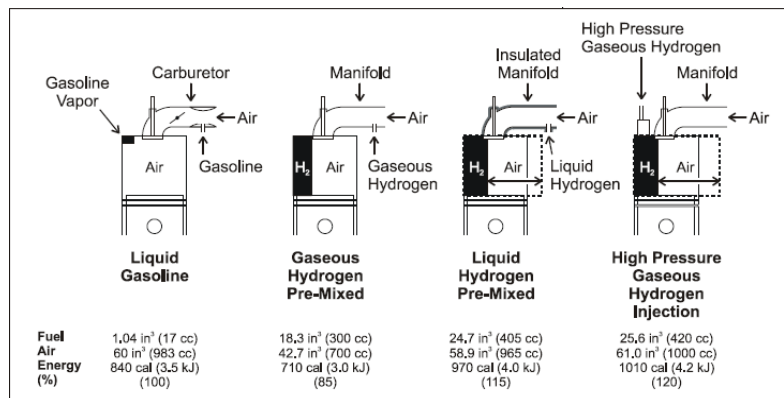 High Pressure
Gaseous Hydrogen
Gasoline
Vapor
Carburetor
Air
Gasoline
Air
Manifold
Air
Gaseous
Hydrogen
H₂
Air
Insulated
Manifold
Air
Liquid
Hydrogen
H₂
Air
Manifold
Air
H₂
Air
Liquid
Gasoline
Gaseous
Hydrogen
Pre-Mixed
Liquid
Hydrogen
Pre-Mixed
High Pressure
Gaseous
Hydrogen
Injection
Fuel 1.04 in³ (17 cc) 18.3 in³ (300 cc) 24.7 in³ (405 cc) 25.6 in³ (420 cc)
Air 60 in³ (983 cc) 42.7 in³ (700 cc) 58.9 in³ (965 cc) 61.0 in³ (1000 cc)
Energy 840 cal (3.5 kJ) 710 cal (3.0 kJ) 970 cal (4.0 kJ) 1010 cal (4.2 kJ)
(%) (100) (85) (115) (120)